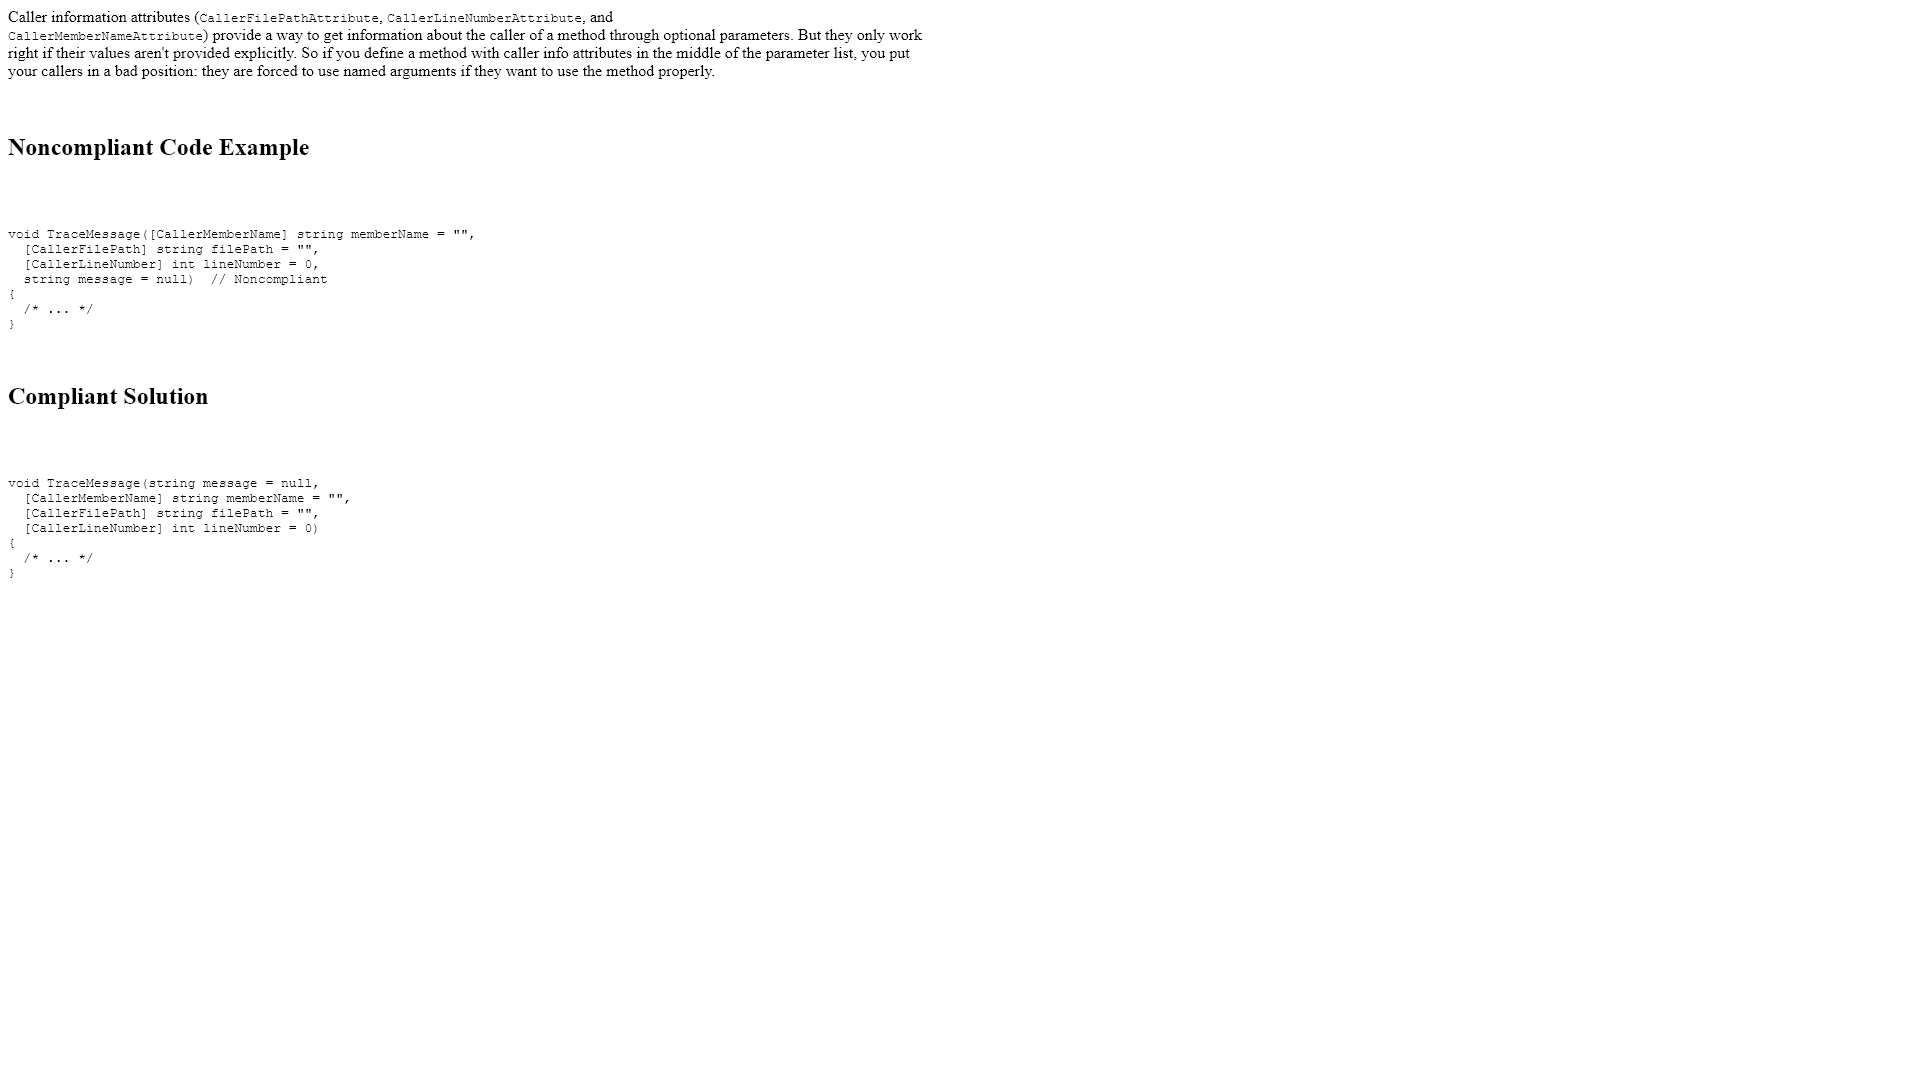 Caller information attributes (CallerFilePathAttribute, CallerLineNumberAttribute, and
CallerMemberNameAttribute) provide a way to get information about the caller of a method through optional parameters. But they only work
right if their values aren't provided explicitly. So if you define a method with caller info attributes in the middle of the parameter list, you put
your callers in a bad position: they are forced to use named arguments if they want to use the method properly.
Noncompliant Code Example
void TraceMessage([CallerMemberName] string memberName = "",
  [CallerFilePath] string filePath = "",
  [CallerLineNumber] int lineNumber = 0,
  string message = null)  // Noncompliant
{
  /* ... */
}
Compliant Solution
void TraceMessage(string message = null,
  [CallerMemberName] string memberName = "",
  [CallerFilePath] string filePath = "",
  [CallerLineNumber] int lineNumber = 0)
{
  /* ... */
}